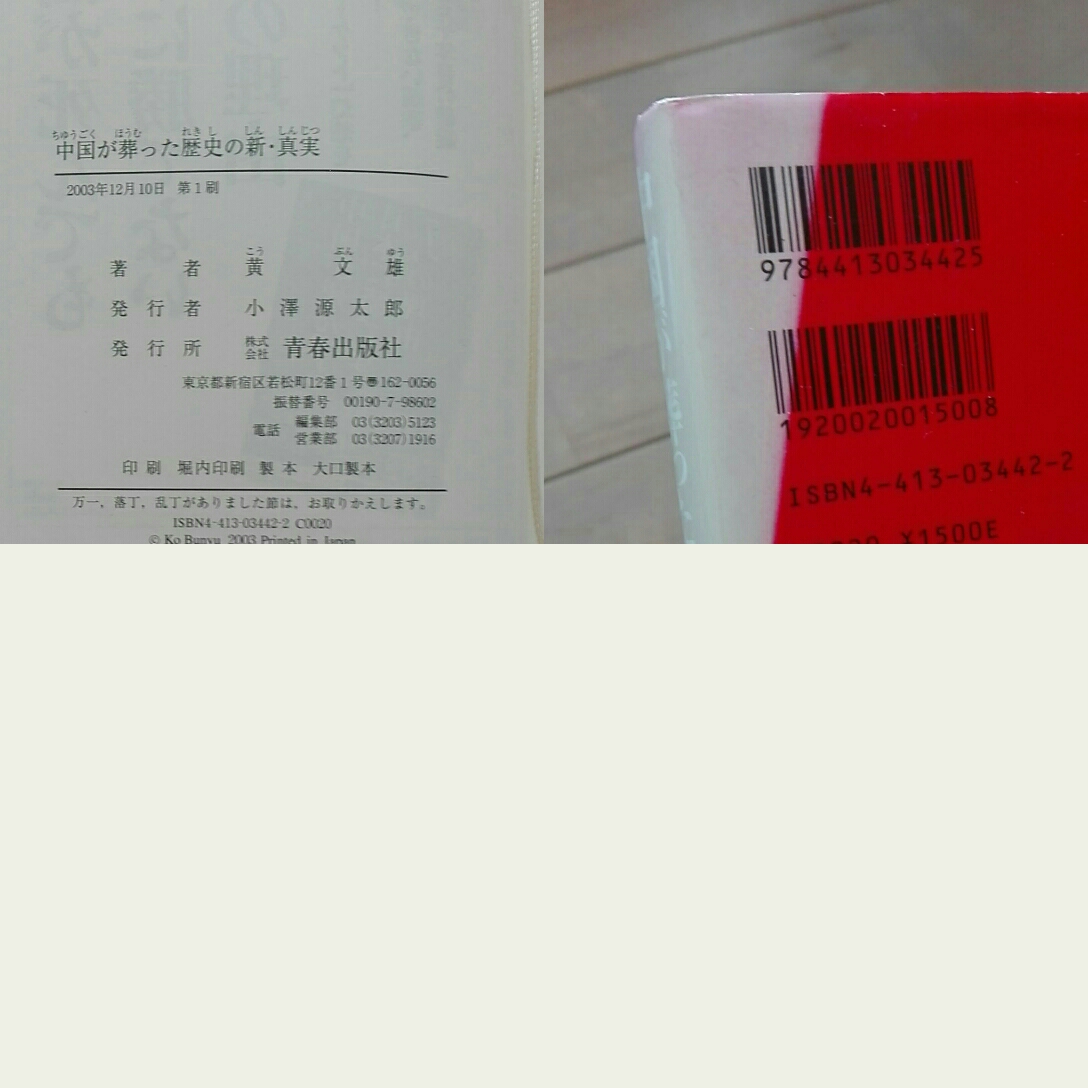 ちゆうごく ほうむ れきし しん しんじつ
中国が葬った歴史の新・真実
2003年12月10日 第1刷
こう ぶん ゆう
著者 黄文雄
発行者 小澤源太郎
発行所 株式会社 青春出版社
東京都新宿区若松町12番1号〠162-0056
振替番号 00190-7-98602
電話 編集部 03(3203)5123
営業部 03(3207)1916
印刷 堀内印刷 製本 大口製本
万一、落丁、乱丁がありました節は、お取りかえします。
ISBN4-413-03442-2 C0020
© Ko Bunyu 2003 Printed in Japan
9784413034425
1920020015008
ISBN4-413-03442-2
¥1500E